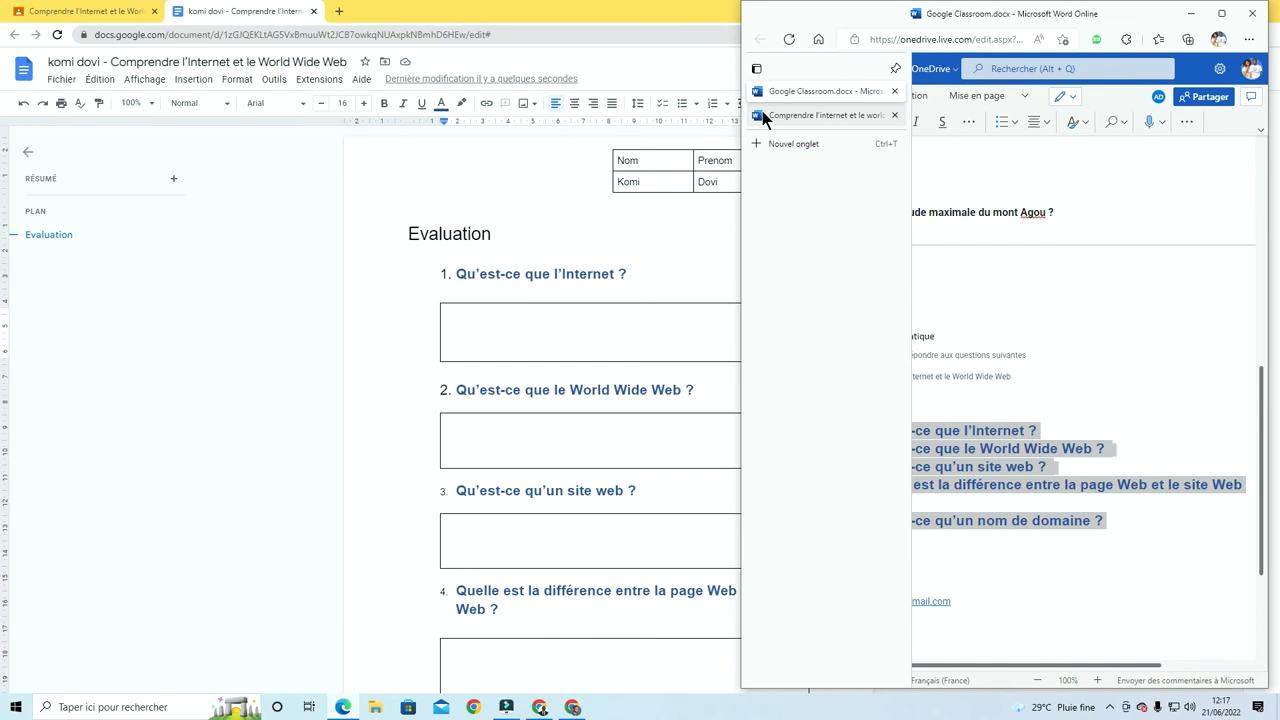 Comprendre l'Internet et le Wor
komi dovi - Comprendre l'Intern
docs.google.com/document/d/1zGJQEKLtAG5VxBmuuWt2JCB7owkqNUAxpkN8mhD6HEw/edit#
komi dovi - Comprendre l'Internet et le World Wide Web
Fichier Édition Affichage Insertion Format Outils Extensions Aide Dernière modification il y a quelques secondes
100% Normal Arial 16
RÉSUMÉ
PLAN
Evaluation
Nom Prenom
Komi Dovi
Evaluation
1. Qu'est-ce que l'Internet ?
2. Qu'est-ce que le World Wide Web ?
3. Qu'est-ce qu'un site web ?
4. Quelle est la différence entre la page Web
Web ?
Google Classroom.docx - Microsoft Word Online
https://onedrive.live.com/edit.aspx?...
Google Classroom.docx - Micros
Comprendre l'internet et le worl
Nouvel onglet Ctrl+T
OneDrive Rechercher (Alt + Q)
tion Mise en page AD Partager
ude maximale du mont Agou ?
tique
épondre aux questions suivantes
ternet et le World Wide Web
-ce que l'Internet ?
-ce que le World Wide Web ?
-ce qu'un site web ?
est la différence entre la page Web et le site Web
-ce qu'un nom de domaine ?
mail.com
Français (France) 100% Envoyer des commentaires à Microsoft
Taper ici pour rechercher
29°C Pluie fine
12:17
21/06/2022